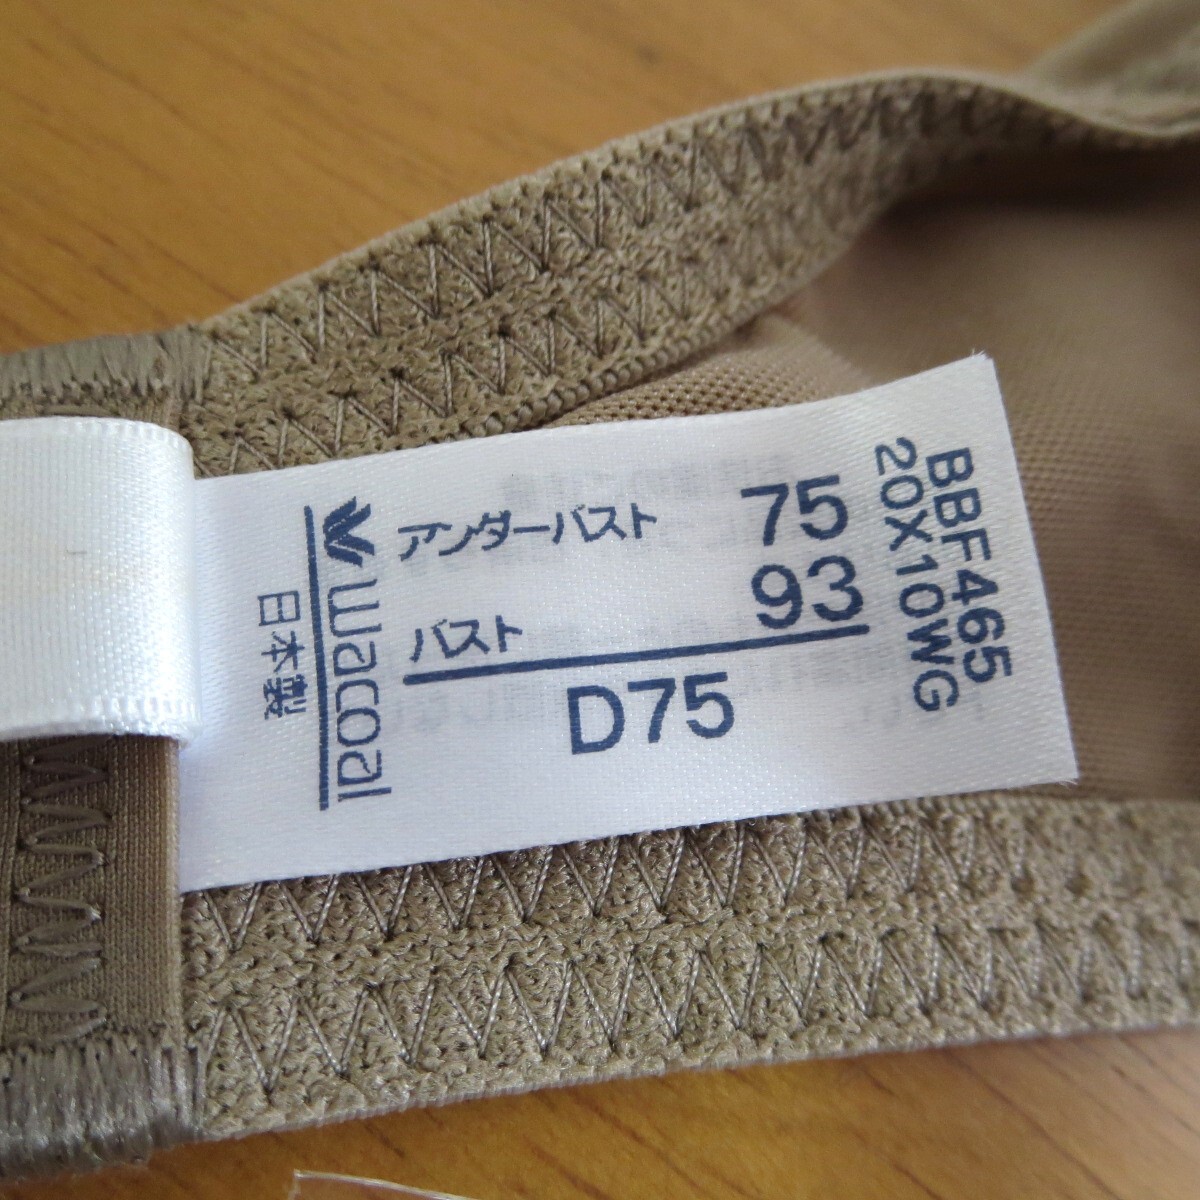 アンダーバスト 75
バスト 93
D75
Wacoal
日本製
BBF465
20X10WG